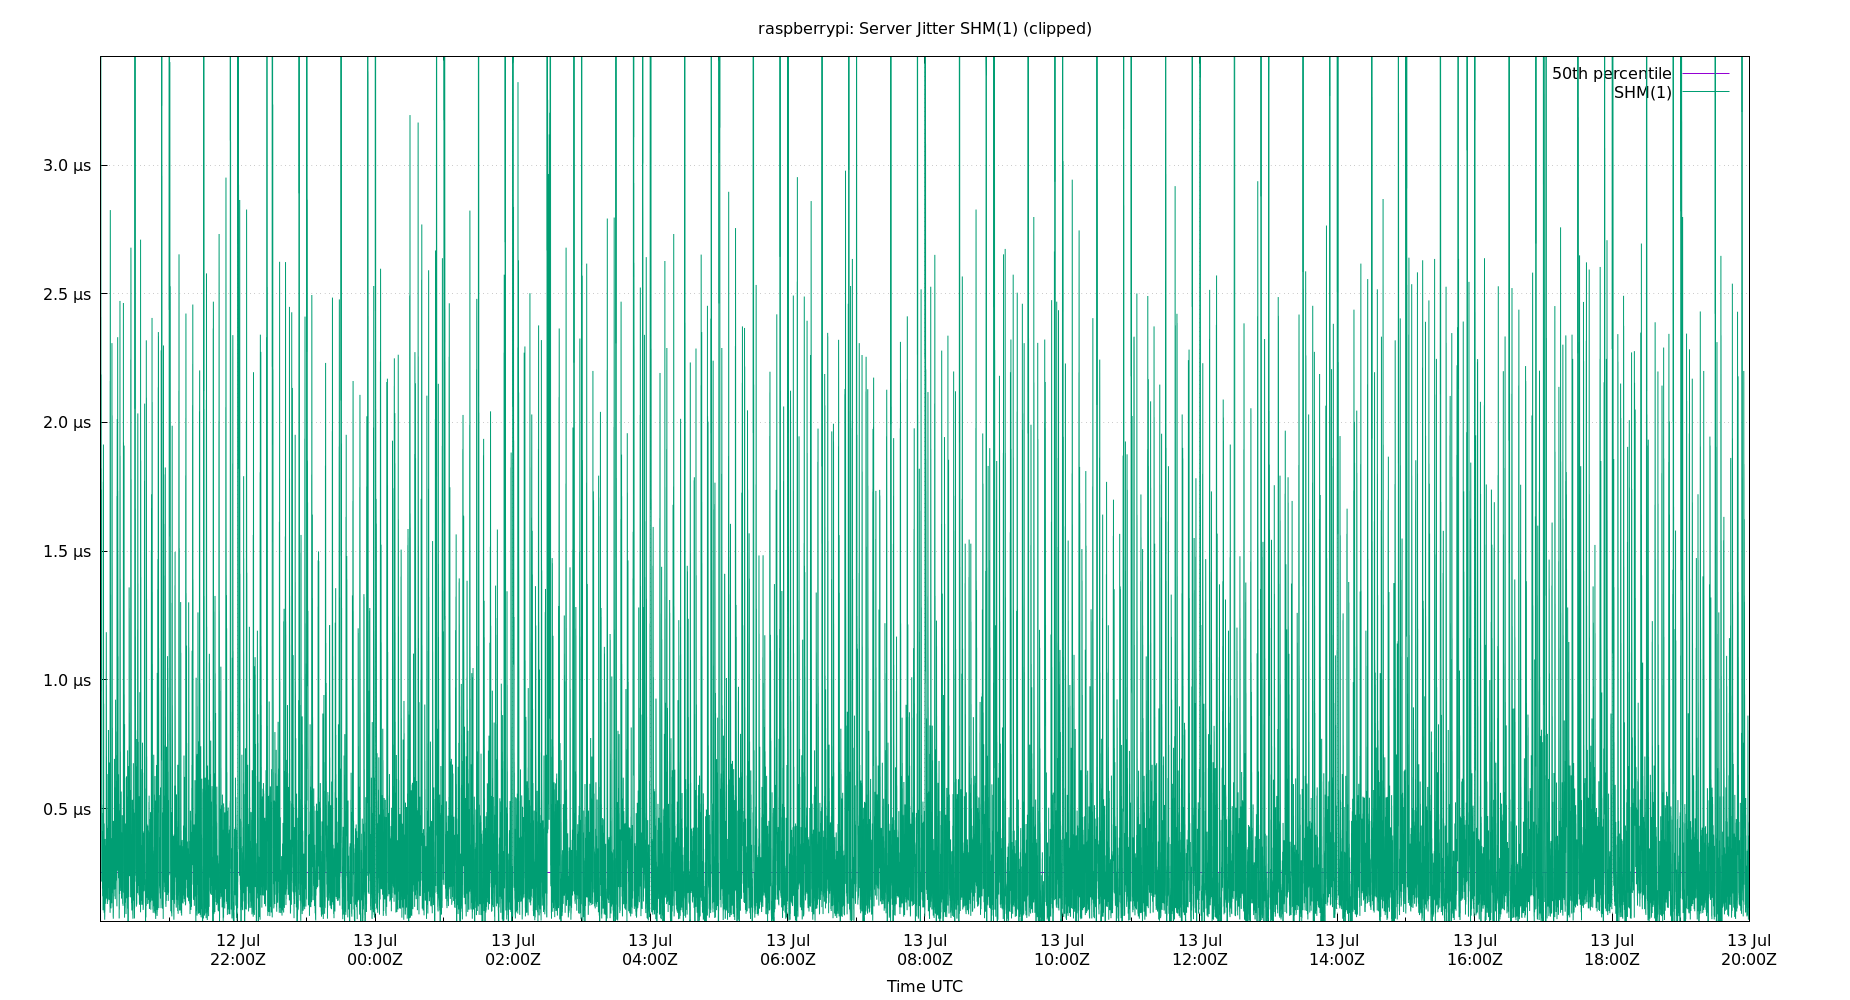 raspberrypi: Server Jitter SHM(1) (clipped)
50th percentile
SHM(1)
3.0 µs
2.5 µs
2.0 µs
1.5 µs
1.0 µs
0.5 µs
12 Jul 13 Jul 13 Jul 13 Jul 13 Jul 13 Jul 13 Jul 13 Jul 13 Jul 13 Jul 13 Jul 13 Jul
22:00Z 00:00Z 02:00Z 04:00Z 06:00Z 08:00Z 10:00Z 12:00Z 14:00Z 16:00Z 18:00Z 20:00Z
Time UTC